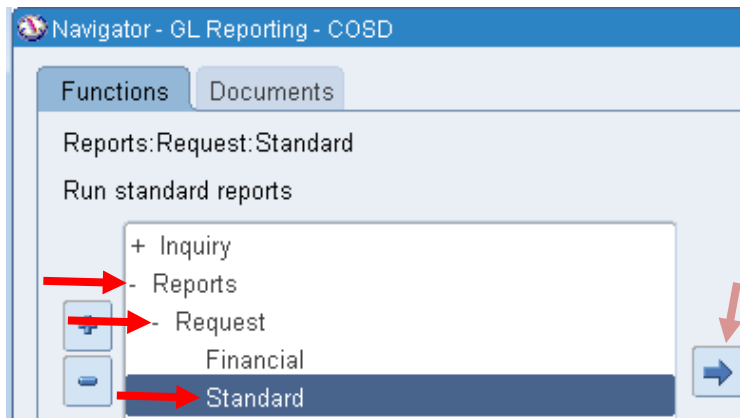 Navigator - GL Reporting - COSD
Functions Documents
Reports:Request:Standard
Run standard reports
+ Inquiry
- Reports
- Request
Financial
Standard